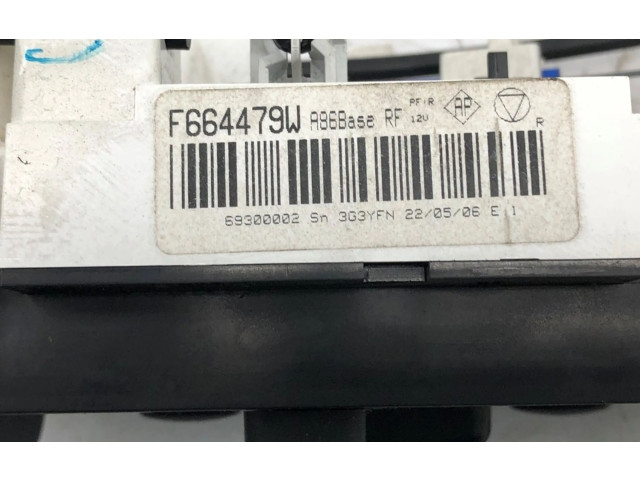 F664479W A86Base RF PF/R 12V AP
R
69300002 Sn 3G3YFN 22/05/06 E 1